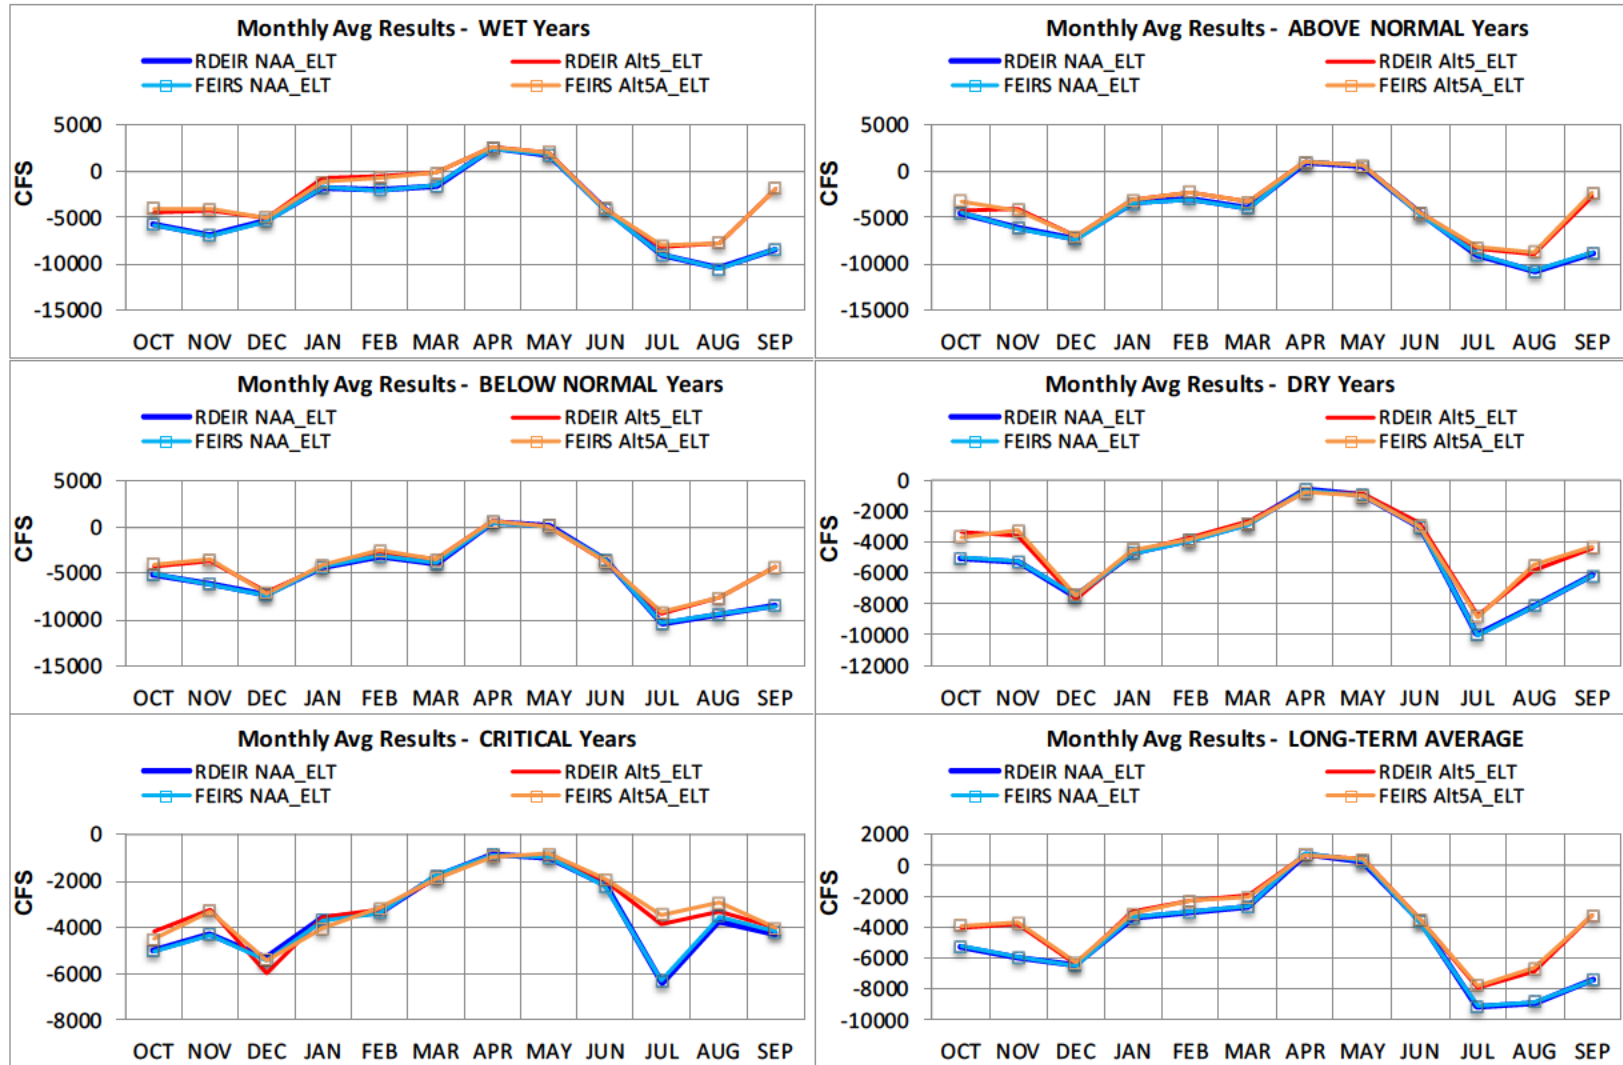 Monthly Avg Results - WET Years
RDEIR NAA_ELT RDEIR Alt5_ELT
FEIRS NAA_ELT FEIRS Alt5A_ELT
5000
0
-5000
-10000
-15000
CFS
OCT NOV DEC JAN FEB MAR APR MAY JUN JUL AUG SEP
Monthly Avg Results - ABOVE NORMAL Years
RDEIR NAA_ELT RDEIR Alt5_ELT
FEIRS NAA_ELT FEIRS Alt5A_ELT
5000
0
-5000
-10000
-15000
CFS
OCT NOV DEC JAN FEB MAR APR MAY JUN JUL AUG SEP
Monthly Avg Results - BELOW NORMAL Years
RDEIR NAA_ELT RDEIR Alt5_ELT
FEIRS NAA_ELT FEIRS Alt5A_ELT
5000
0
-5000
-10000
-15000
CFS
OCT NOV DEC JAN FEB MAR APR MAY JUN JUL AUG SEP
Monthly Avg Results - DRY Years
RDEIR NAA_ELT RDEIR Alt5_ELT
FEIRS NAA_ELT FEIRS Alt5A_ELT
0
-2000
-4000
-6000
-8000
-10000
-12000
CFS
OCT NOV DEC JAN FEB MAR APR MAY JUN JUL AUG SEP
Monthly Avg Results - CRITICAL Years
RDEIR NAA_ELT RDEIR Alt5_ELT
FEIRS NAA_ELT FEIRS Alt5A_ELT
0
-2000
-4000
-6000
-8000
CFS
OCT NOV DEC JAN FEB MAR APR MAY JUN JUL AUG SEP
Monthly Avg Results - LONG-TERM AVERAGE
RDEIR NAA_ELT RDEIR Alt5_ELT
FEIRS NAA_ELT FEIRS Alt5A_ELT
2000
0
-2000
-4000
-6000
-8000
-10000
CFS
OCT NOV DEC JAN FEB MAR APR MAY JUN JUL AUG SEP